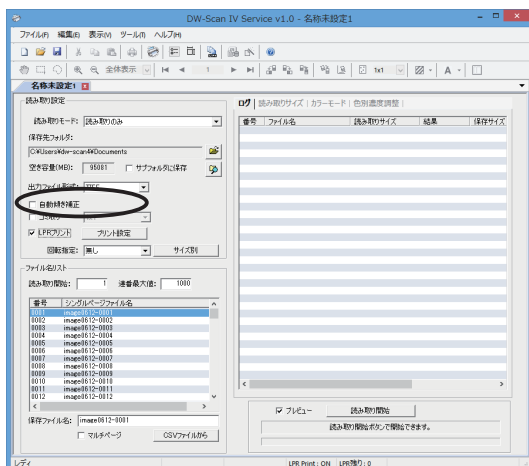 DW-Scan IV Service v1.0 - 名称未設定1
ファイル(F) 編集(E) 表示(V) ツール(T) ヘルプ(H)
全体表示 1 1x1 A
名称未設定1
読み取り設定
読み取りモード: 読み取りのみ
保存先フォルダ:
C:¥Users¥dw-scan4¥Documents
空き容量(MB): 95081 サブフォルダに保存
出力ファイル形式:
自動傾き補正
LPRプリント プリント設定
回転指定: 無し サイズ別
ファイル名リスト
読み取り開始: 1 連番最大値: 1000
番号 シングルページファイル名
0001 image0612-0001
0002 image0612-0002
0003 image0612-0003
0004 image0612-0004
0005 image0612-0005
0006 image0612-0006
0007 image0612-0007
0008 image0612-0008
0009 image0612-0009
0010 image0612-0010
0011 image0612-0011
0012 image0612-0012
保存ファイル名: image0612-0001
マルチページ CSVファイルから
ログ 読み取りサイズ カラーモード 色別濃度調整
番号 ファイル名 読み取りサイズ 結果 保存サイズ
プレビュー 読み取り開始
読み取り開始ボタンで開始できます。
レディ LPR Print : ON LPR残り: 0